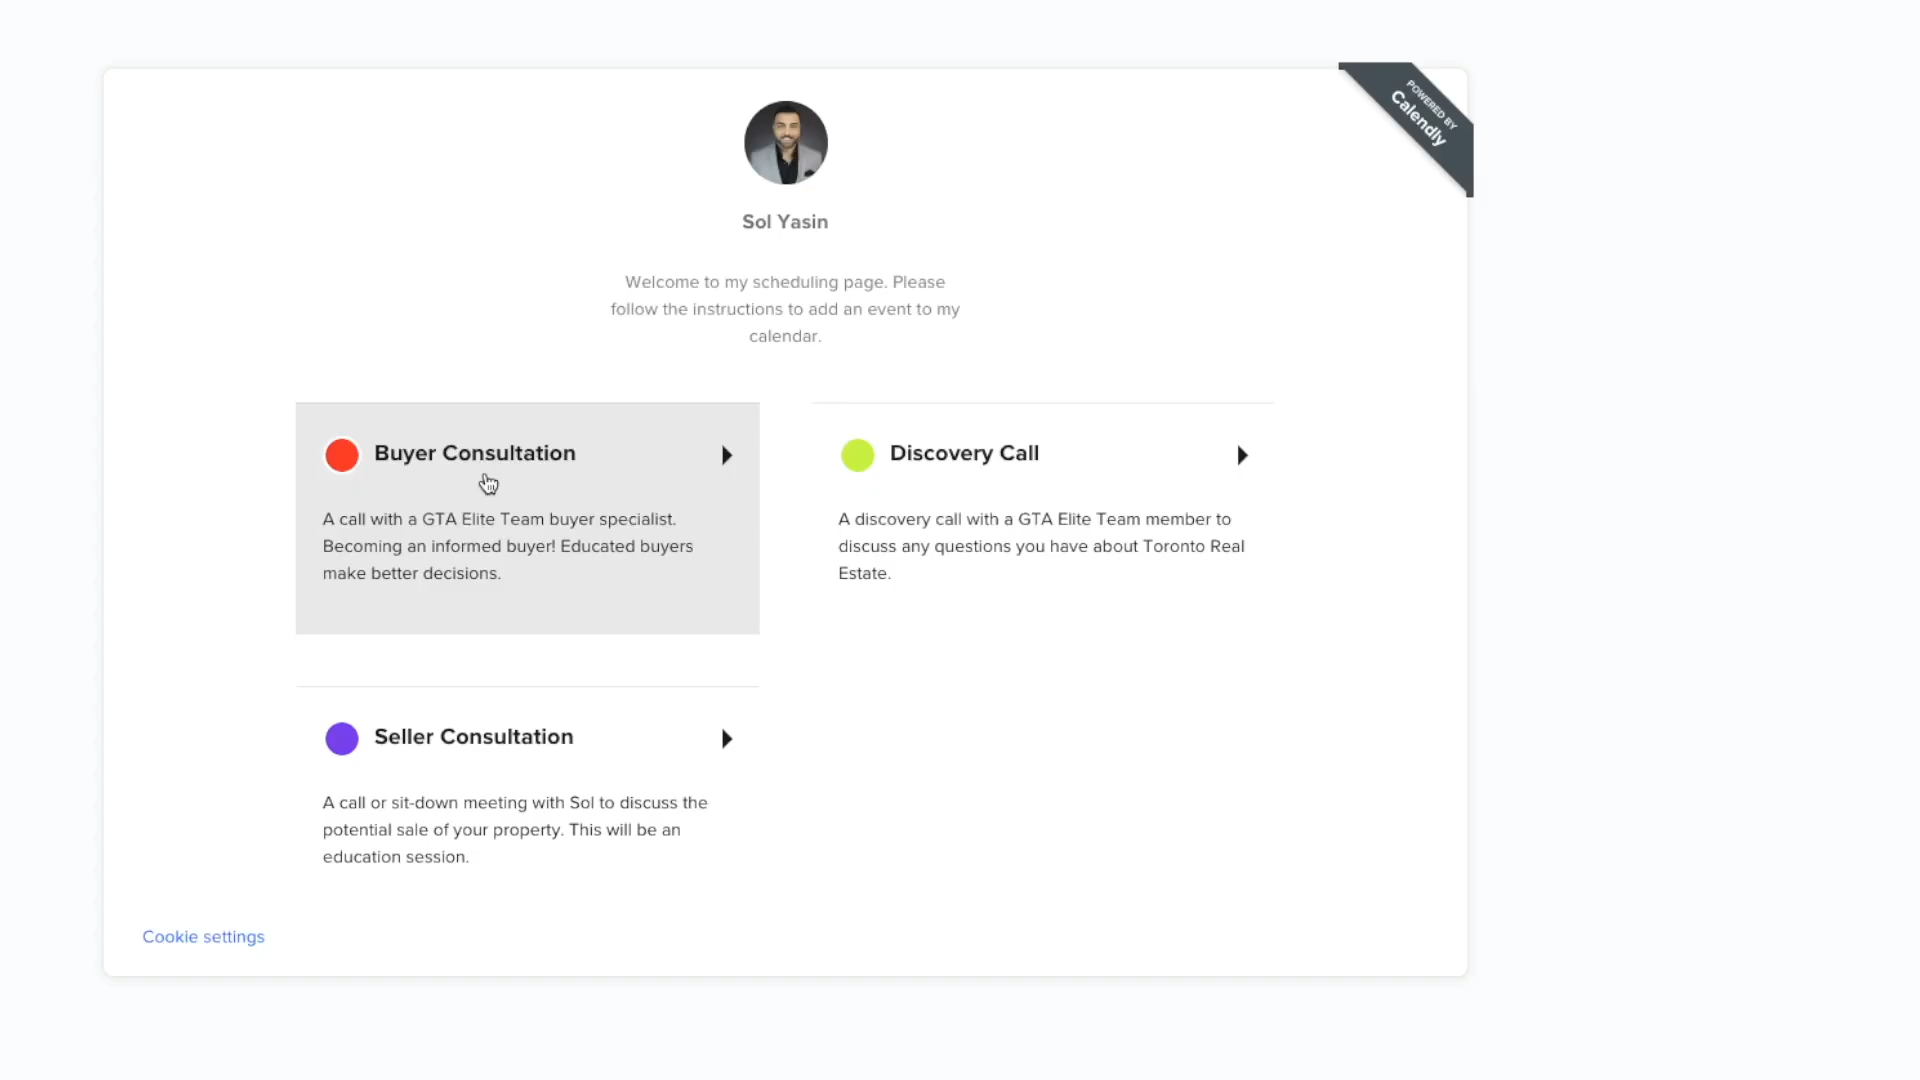 POWERED BY
Calendly
Sol Yasin
Welcome to my scheduling page. Please
follow the instructions to add an event to my
calendar.
Buyer Consultation
A call with a GTA Elite Team buyer specialist.
Becoming an informed buyer! Educated buyers
make better decisions.
Discovery Call
A discovery call with a GTA Elite Team member to
discuss any questions you have about Toronto Real
Estate.
Seller Consultation
A call or sit-down meeting with Sol to discuss the
potential sale of your property. This will be an
education session.
Cookie settings